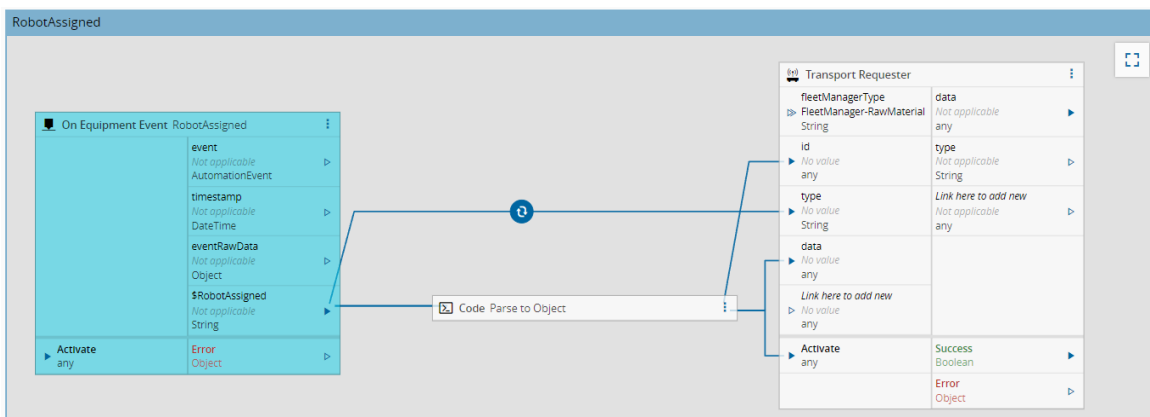 RobotAssigned
On Equipment Event RobotAssigned
event
Not applicable
AutomationEvent
timestamp
Not applicable
DateTime
eventRawData
Not applicable
Object
$RobotAssigned
Not applicable
String
Activate
any
Error
Object
Code Parse to Object
Transport Requester
fleetManagerType
FleetManager-RawMaterial
String
data
Not applicable
any
id
No value
any
type
Not applicable
String
type
No value
String
Link here to add new
Not applicable
any
data
No value
any
Link here to add new
No value
any
Activate
any
Success
Boolean
Error
Object